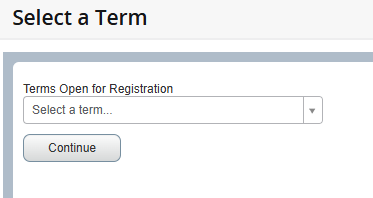 Select a Term
Terms Open for Registration
Select a term...
Continue